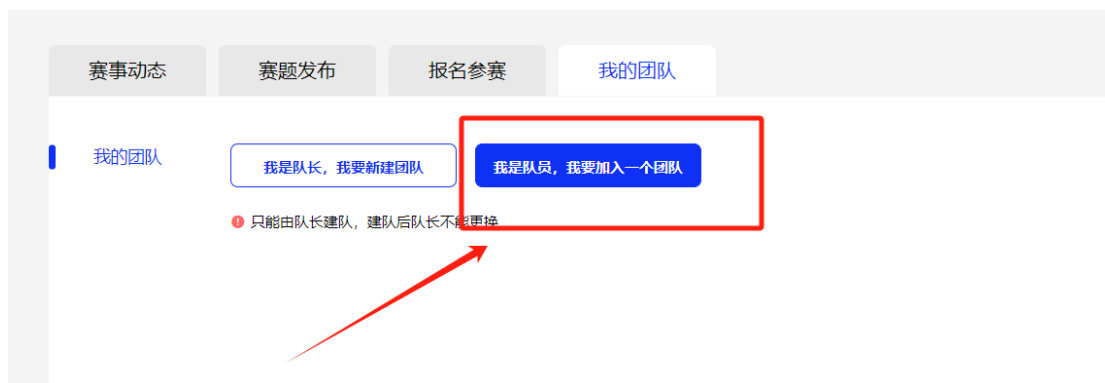 赛事动态 赛题发布 报名参赛 我的团队
我的团队 我是队长，我要新建团队 我是队员，我要加入一个团队
只能由队长建队，建队后队长不能更换